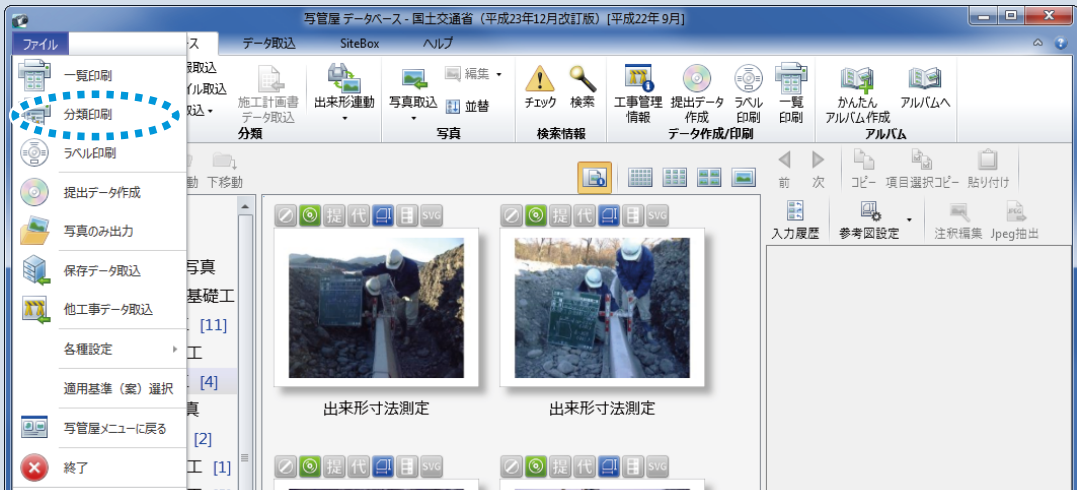 写管屋 データベース - 国土交通省（平成23年12月改訂版）[平成22年 9月]
ファイル
ス
データ取込
SiteBox
ヘルプ
一覧印刷
分類印刷
ラベル印刷
提出データ作成
写真のみ出力
保存データ取込
他工事データ取込
各種設定
適用基準（案）選択
写管屋メニューに戻る
終了
報取込
イル取込
取込
施工計画書
データ取込
出来形連動
分類
写真取込
編集
並替
写真
チェック
検索
検索情報
工事管理
情報
提出データ
作成
ラベル
印刷
一覧
印刷
データ作成/印刷
かんたん
アルバム作成
アルバムへ
アルバム
動 下移動
前
次
コピー
項目選択コピー
貼り付け
入力履歴
参考図設定
注釈編集
Jpeg抽出
写真
基礎工
[11]
工
[4]
真
[2]
工 [1]
提 代 SVG
提 代 SVG
出来形寸法測定
出来形寸法測定
提 代 SVG
提 代 SVG